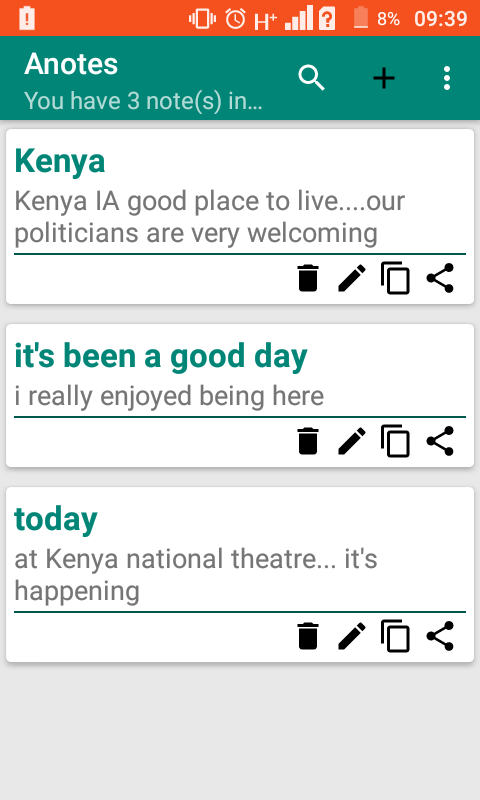 8% 09:39
Anotes
You have 3 note(s) in...
Kenya
Kenya IA good place to live....our
politicians are very welcoming
it's been a good day
i really enjoyed being here
today
at Kenya national theatre... it's
happening